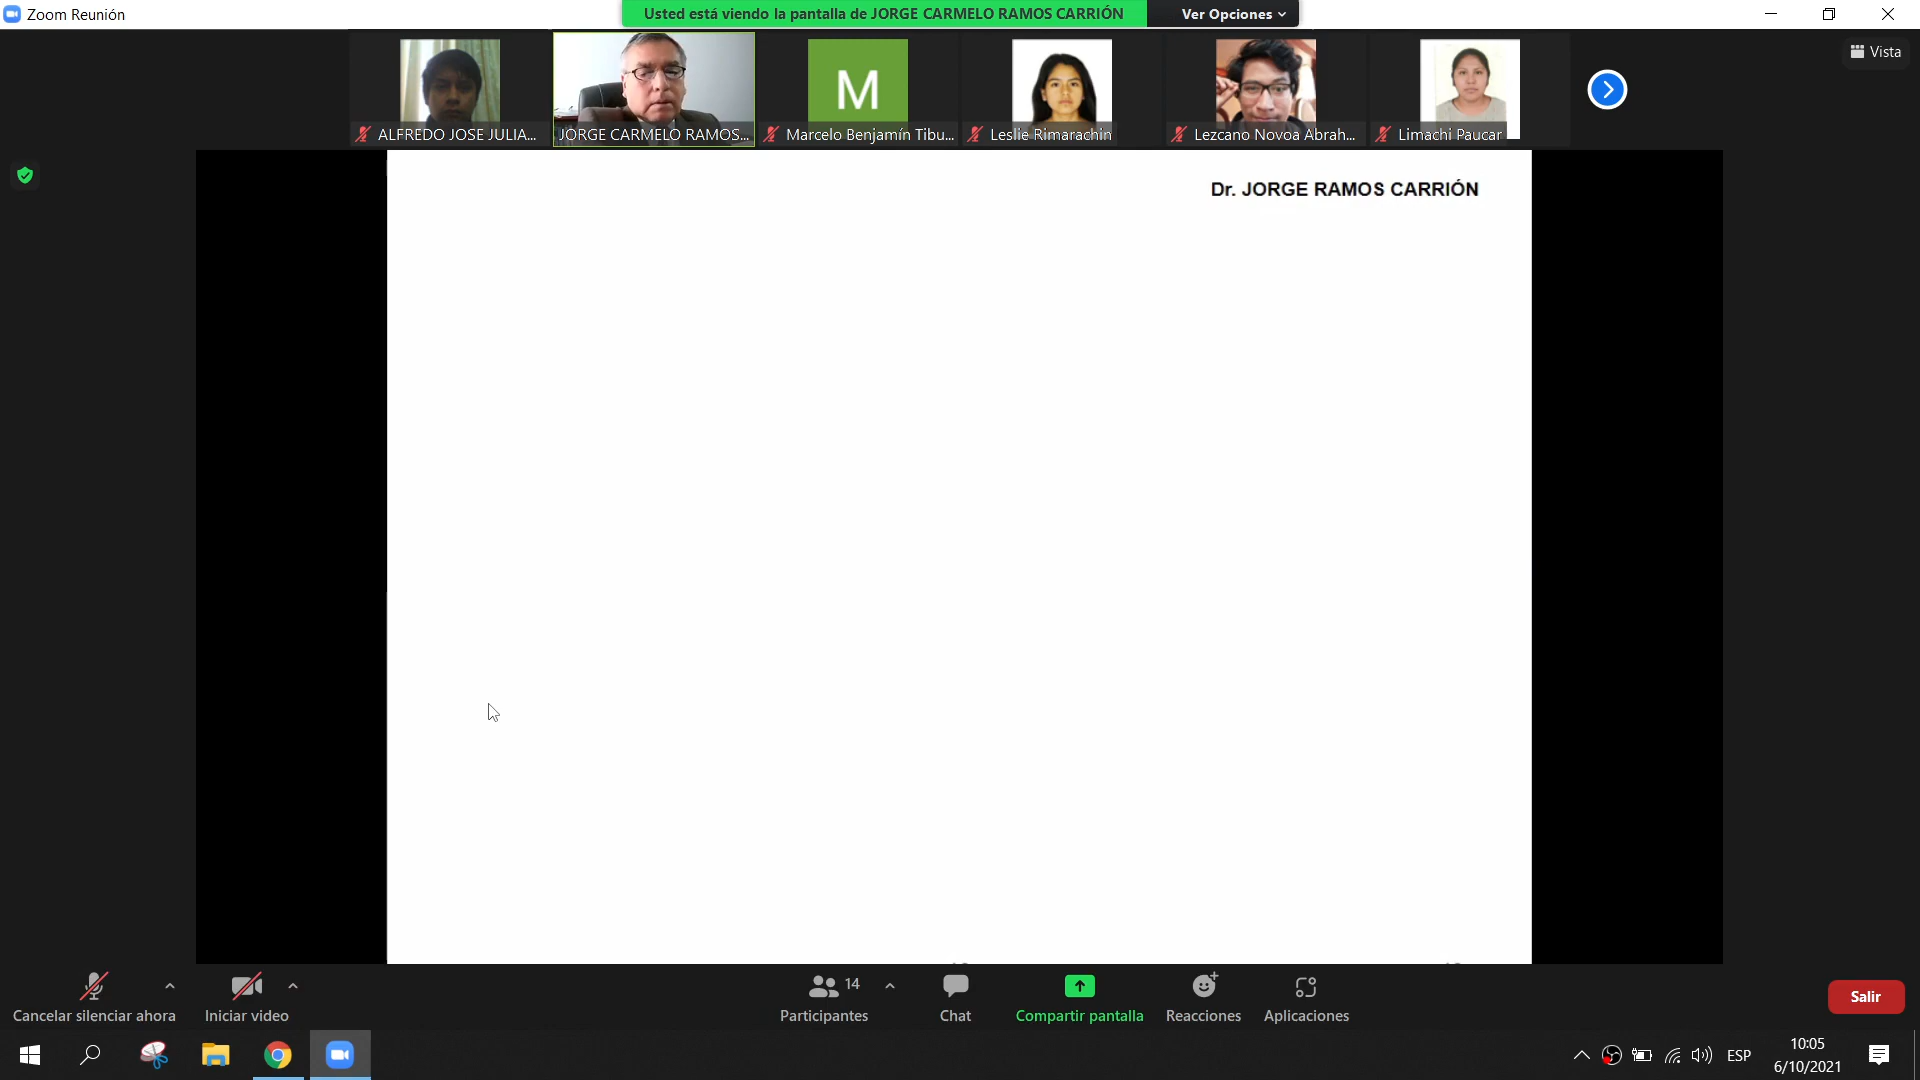 Zoom Reunión
Usted está viendo la pantalla de JORGE CARMELO RAMOS CARRIÓN
Ver Opciones
Vista
M
ALFREDO JOSE JULIA...
JORGE CARMELO RAMOS...
Marcelo Benjamín Tibu...
Leslie Rimarachin
Lezcano Novoa Abrah...
Limachi Paucar
Dr. JORGE RAMOS CARRIÓN
Cancelar silenciar ahora
Iniciar video
14
Participantes
Chat
Compartir pantalla
Reacciones
Aplicaciones
Salir
ESP
10:05
6/10/2021